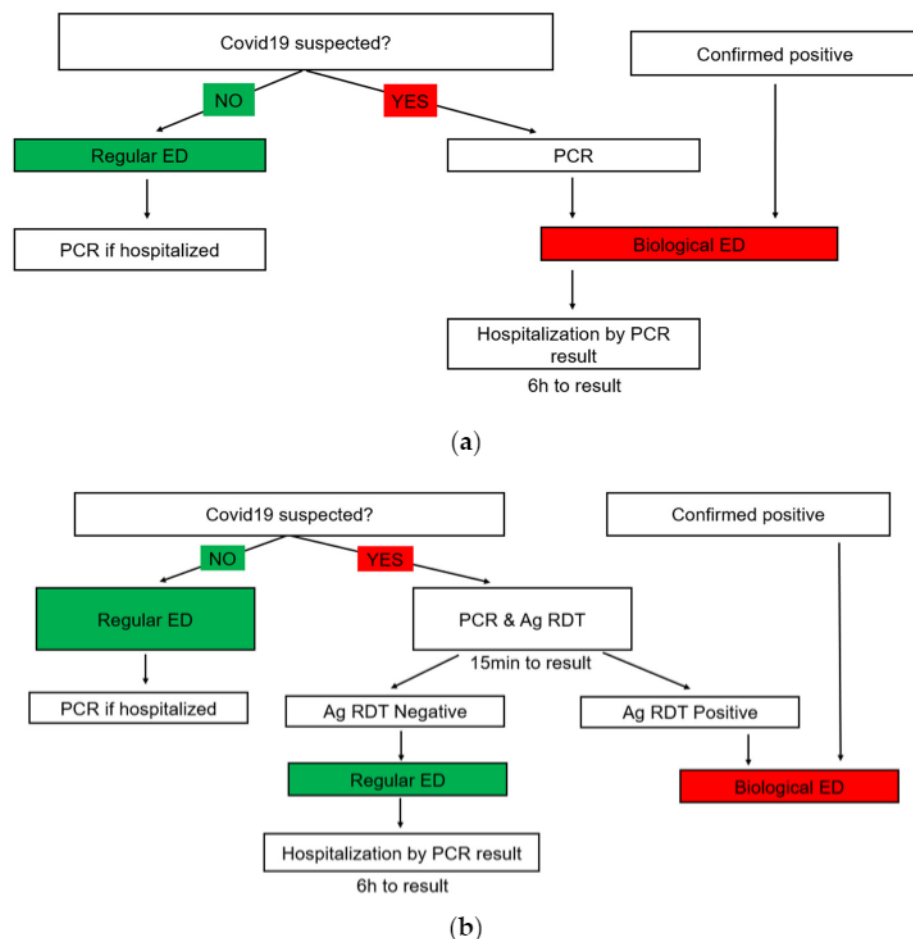 Covid19 suspected?
Confirmed positive
NO
YES
Regular ED
PCR
PCR if hospitalized
Biological ED
Hospitalization by PCR
result
6h to result
(a)
Covid19 suspected?
Confirmed positive
NO
YES
Regular ED
PCR & Ag RDT
15min to result
PCR if hospitalized
Ag RDT Negative
Ag RDT Positive
Regular ED
Biological ED
Hospitalization by PCR result
6h to result
(b)